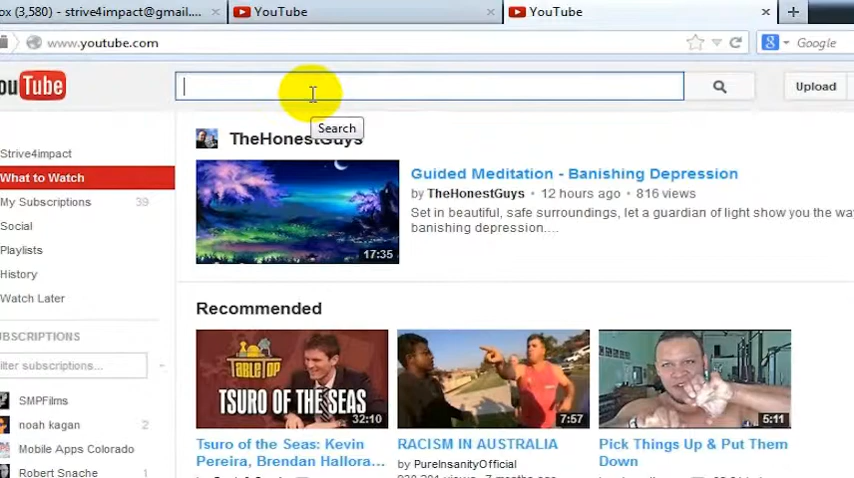 ox (3,580) - strive4impact@gmail.... ×
YouTube ×
YouTube ×
+
www.youtube.com
Google
ouTube
Upload
Search
TheHonestGuys
Guided Meditation - Banishing Depression
by TheHonestGuys • 12 hours ago • 816 views
Set in beautiful, safe surroundings, let a guardian of light show you the wa
banishing depression....
17:35
Strive4impact
What to Watch
My Subscriptions 39
Social
Playlists
History
Watch Later
UBSCRIPTIONS
ilter subscriptions...
SMPFilms
noah kagan 2
Mobile Apps Colorado
Robert Snache 1
Recommended
TABLETOP
TSURO OF THE SEAS
32:10
7:57
5:11
Tsuro of the Seas: Kevin
Pereira, Brendan Hallora...
RACISM IN AUSTRALIA
by PureInsanityOfficial
Pick Things Up & Put Them
Down